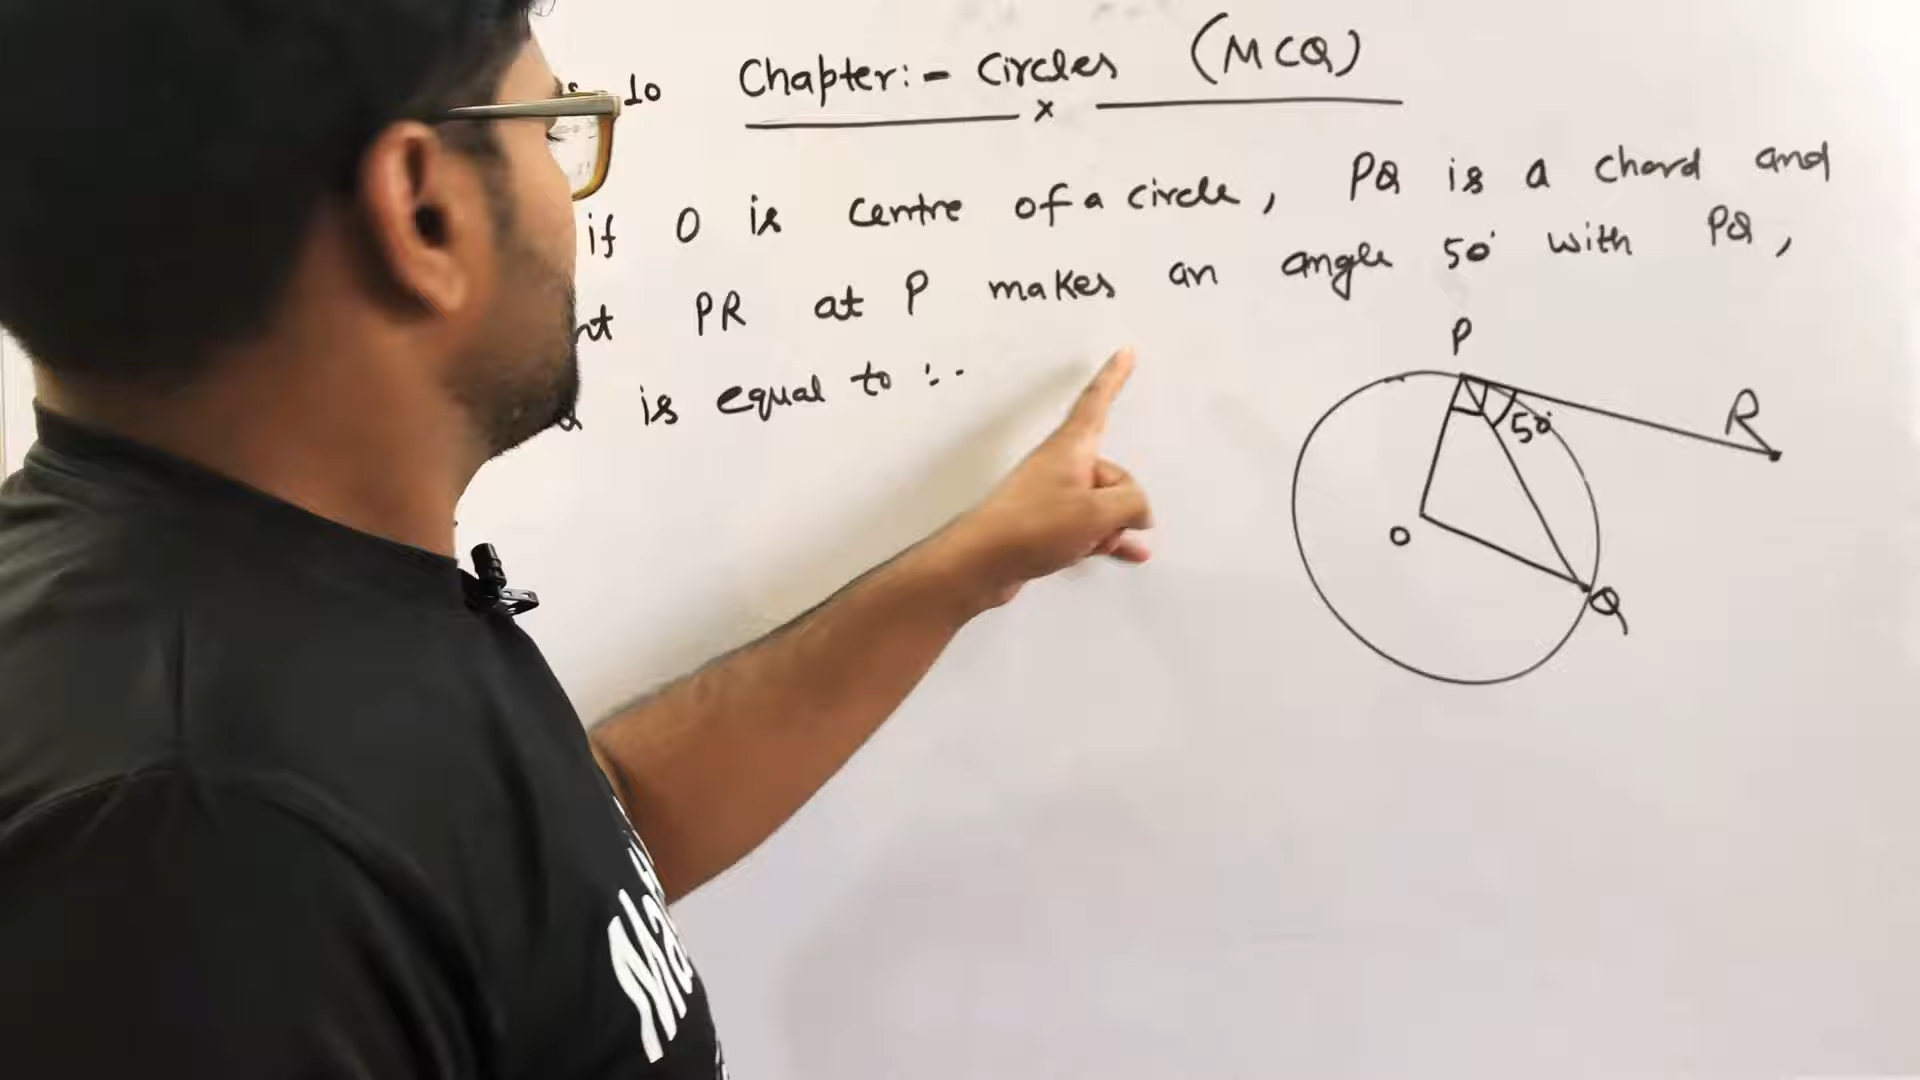 10 Chapter:- Circles (MCQ)
x
if O is centre of a circle, PQ is a chord and
PR at P makes an angle 50° with PQ,
is equal to :-
P
R
50°
O
Q
Ma